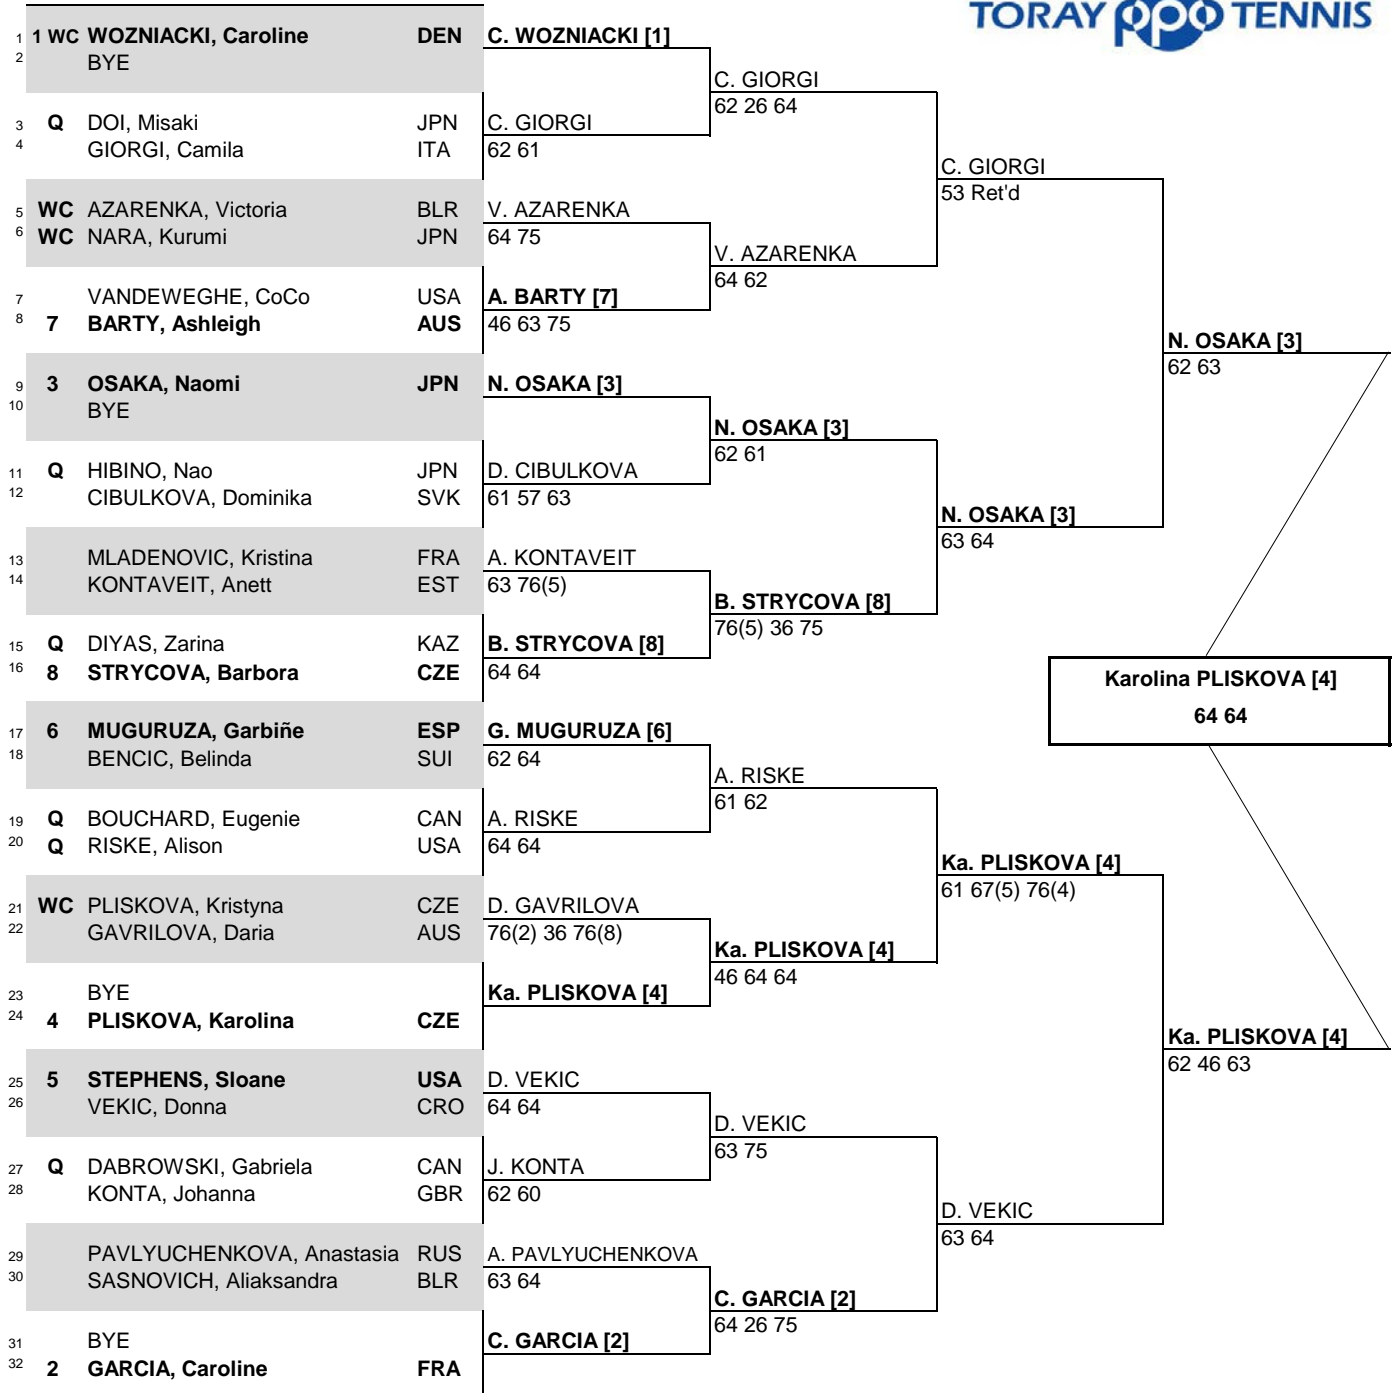 TORAY ppo TENNIS
1 1 WC WOZNIACKI, Caroline DEN
2 BYE
3 Q DOI, Misaki JPN
4 GIORGI, Camila ITA
5 WC AZARENKA, Victoria BLR
6 WC NARA, Kurumi JPN
7 VANDEWEGHE, CoCo USA
8 7 BARTY, Ashleigh AUS
9 3 OSAKA, Naomi JPN
10 BYE
11 Q HIBINO, Nao JPN
12 CIBULKOVA, Dominika SVK
13 MLADENOVIC, Kristina FRA
14 KONTAVEIT, Anett EST
15 Q DIYAS, Zarina KAZ
16 8 STRYCOVA, Barbora CZE
17 6 MUGURUZA, Garbiñe ESP
18 BENCIC, Belinda SUI
19 Q BOUCHARD, Eugenie CAN
20 Q RISKE, Alison USA
21 WC PLISKOVA, Kristyna CZE
22 GAVRILOVA, Daria AUS
23 BYE
24 4 PLISKOVA, Karolina CZE
25 5 STEPHENS, Sloane USA
26 VEKIC, Donna CRO
27 Q DABROWSKI, Gabriela CAN
28 KONTA, Johanna GBR
29 PAVLYUCHENKOVA, Anastasia RUS
30 SASNOVICH, Aliaksandra BLR
31 BYE
32 2 GARCIA, Caroline FRA
C. WOZNIACKI [1]
C. GIORGI
62 61
V. AZARENKA
64 75
A. BARTY [7]
46 63 75
N. OSAKA [3]
D. CIBULKOVA
61 57 63
A. KONTAVEIT
63 76(5)
B. STRYCOVA [8]
64 64
G. MUGURUZA [6]
62 64
A. RISKE
64 64
D. GAVRILOVA
76(2) 36 76(8)
Ka. PLISKOVA [4]
D. VEKIC
64 64
J. KONTA
62 60
A. PAVLYUCHENKOVA
63 64
C. GARCIA [2]
C. GIORGI
62 26 64
V. AZARENKA
64 62
N. OSAKA [3]
62 61
B. STRYCOVA [8]
76(5) 36 75
A. RISKE
61 62
Ka. PLISKOVA [4]
46 64 64
D. VEKIC
63 75
C. GARCIA [2]
64 26 75
C. GIORGI
53 Ret'd
N. OSAKA [3]
63 64
Ka. PLISKOVA [4]
61 67(5) 76(4)
D. VEKIC
63 64
N. OSAKA [3]
62 63
Ka. PLISKOVA [4]
62 46 63
Karolina PLISKOVA [4]
64 64